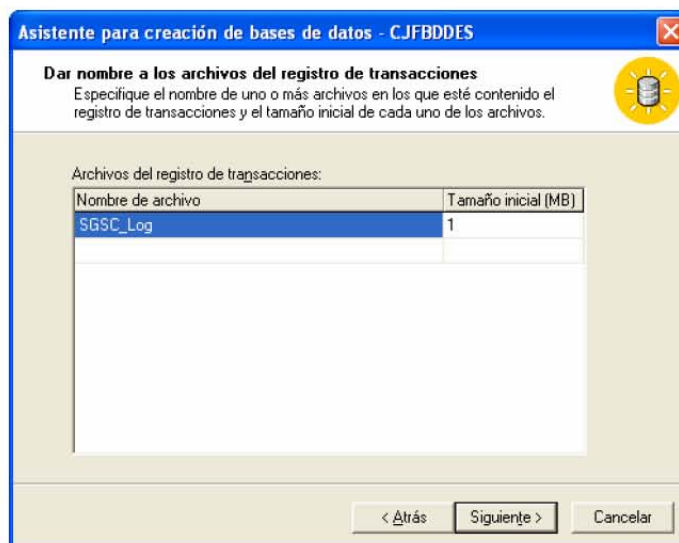 Asistente para creación de bases de datos - CJFBDDES
Dar nombre a los archivos del registro de transacciones
Especifique el nombre de uno o más archivos en los que esté contenido el
registro de transacciones y el tamaño inicial de cada uno de los archivos.
Archivos del registro de transacciones:
Nombre de archivo Tamaño inicial (MB)
SGSC_Log 1
< Atrás Siguiente > Cancelar